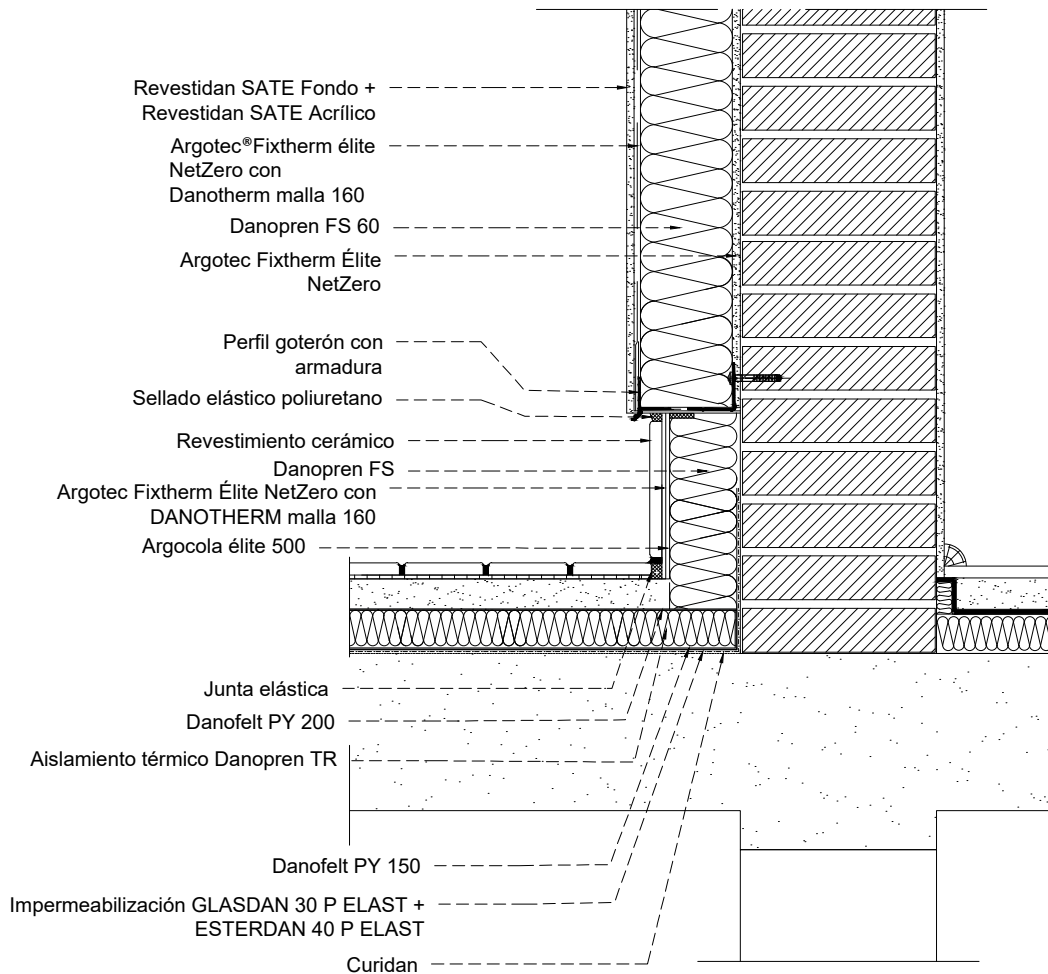 Revestidan SATE Fondo +
Revestidan SATE Acrílico
Argotec®Fixtherm élite
NetZero con
Danotherm malla 160
Danopren FS 60
Argotec Fixtherm Élite
NetZero
Perfil goterón con
armadura
Sellado elástico poliuretano
Revestimiento cerámico
Danopren FS
Argotec Fixtherm Élite NetZero con
DANOTHERM malla 160
Argocola élite 500
Junta elástica
Danofelt PY 200
Aislamiento térmico Danopren TR
Danofelt PY 150
Impermeabilización GLASDAN 30 P ELAST +
ESTERDAN 40 P ELAST
Curidan